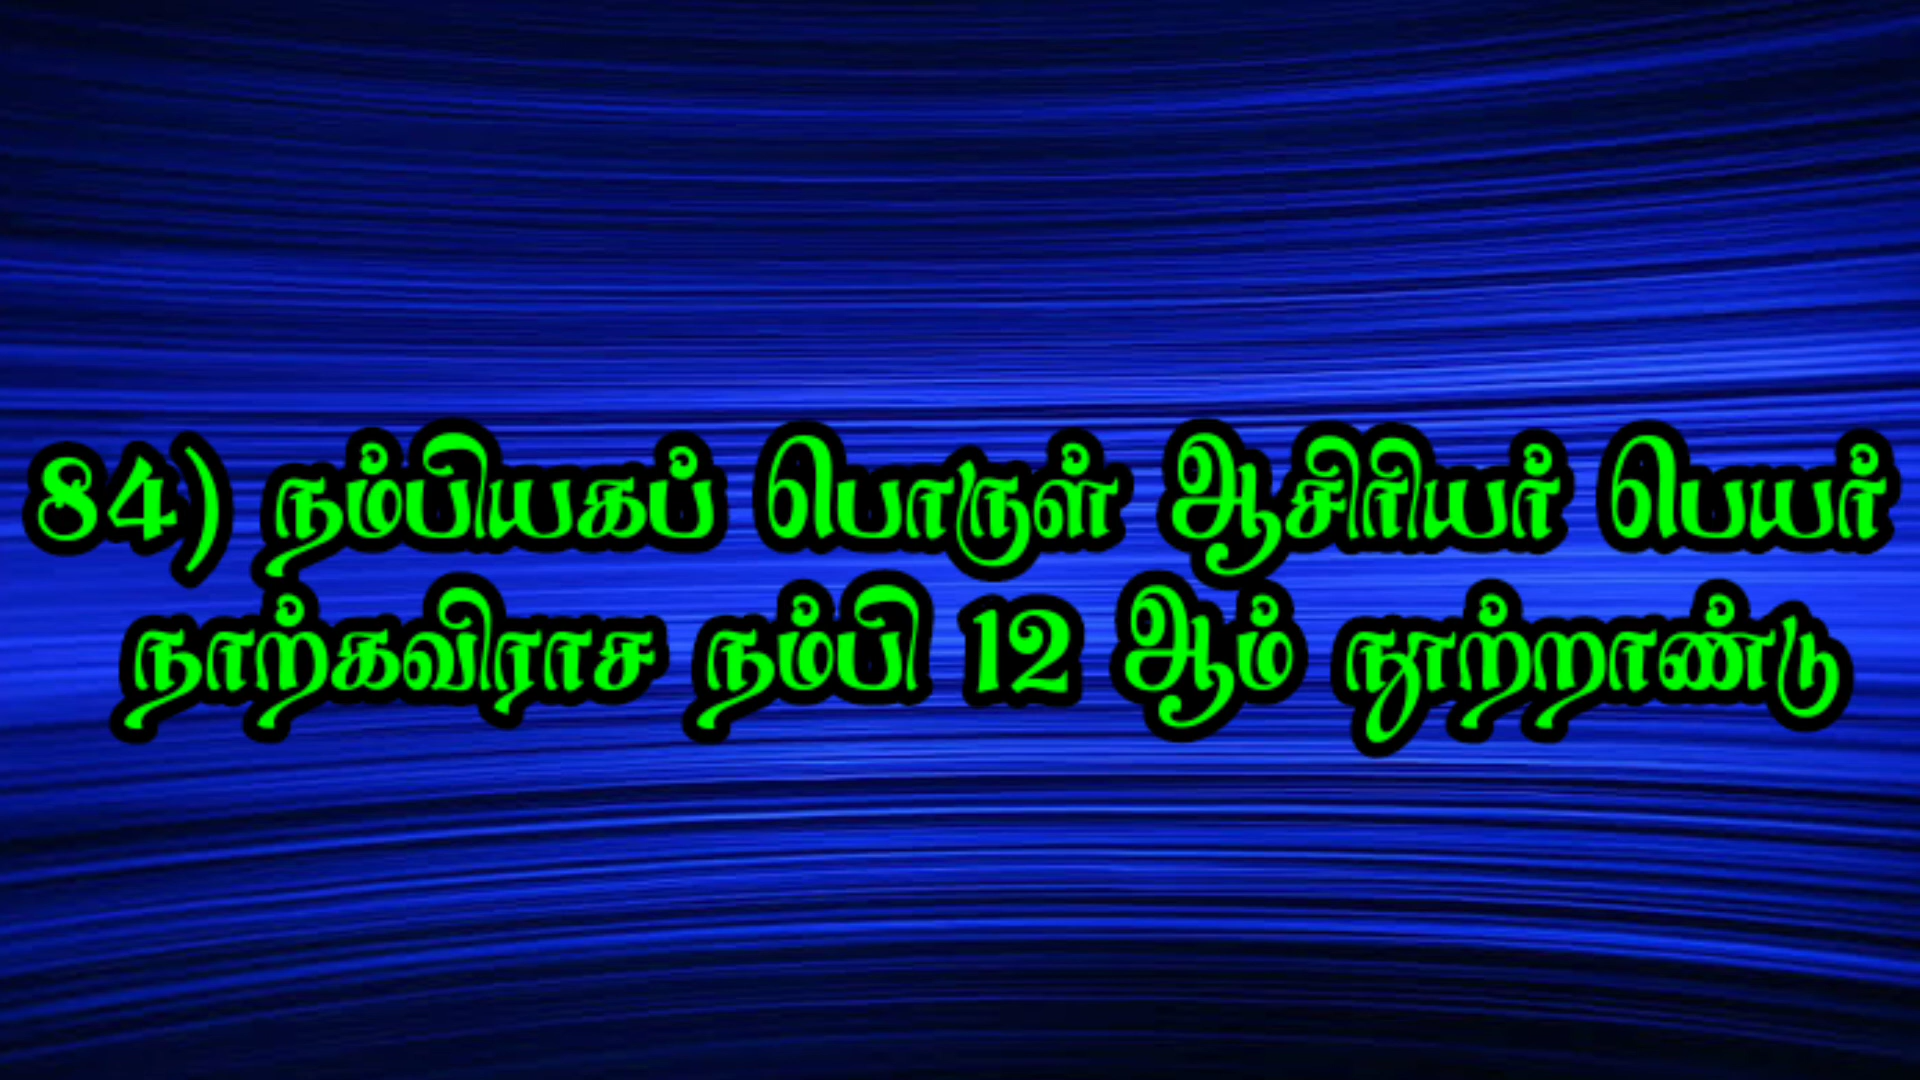 84) நம்பியகப் பொருள் ஆசிரியர் பெயர்
நாற்கவிராச நம்பி 12 ஆம் நூற்றாண்டு